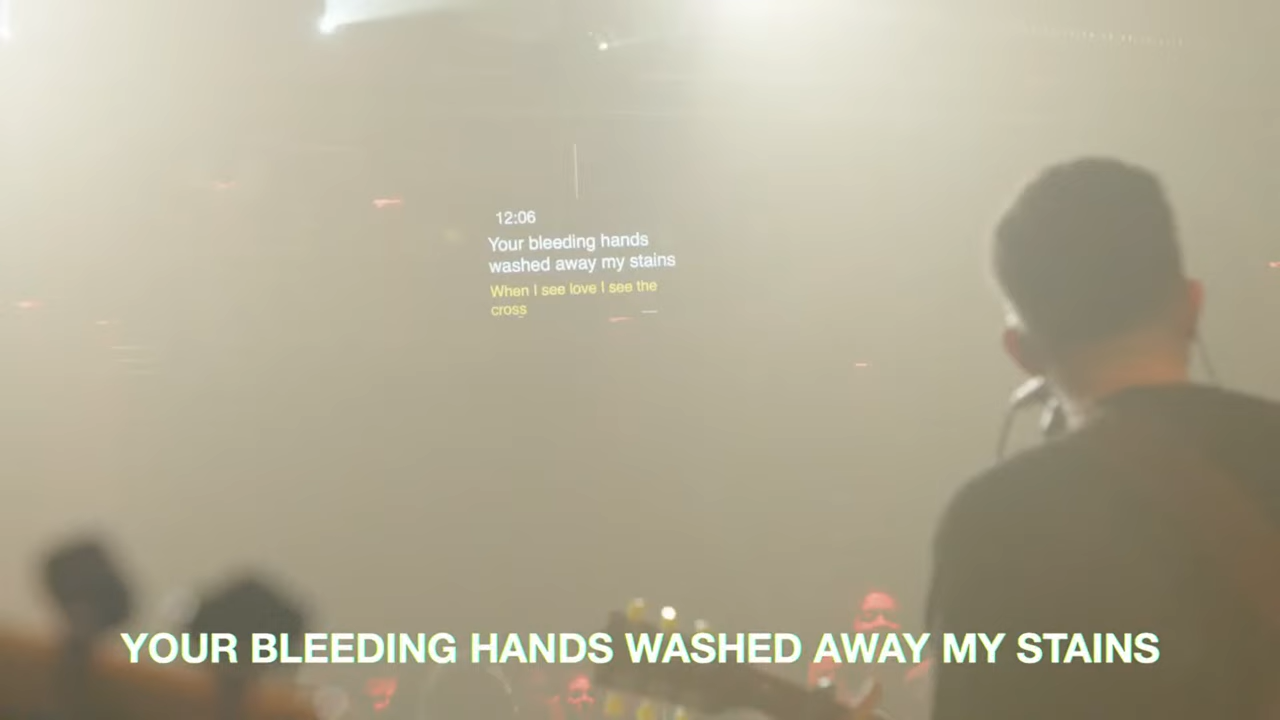 12:06
Your bleeding hands
washed away my stains
When I see love I see the
cross
YOUR BLEEDING HANDS WASHED AWAY MY STAINS